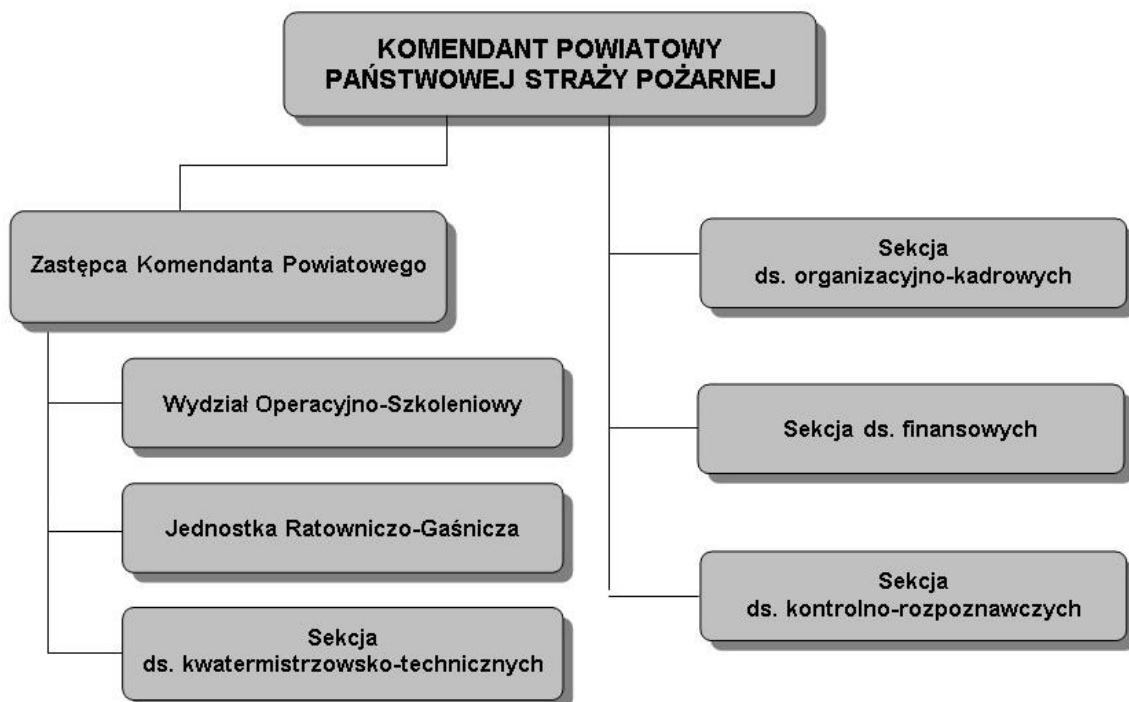 KOMENDANT POWIATOWY
PAŃSTWOWEJ STRAŻY POŻARNEJ
Zastępca Komendanta Powiatowego
Wydział Operacyjno-Szkoleniowy
Jednostka Ratowniczo-Gaśnicza
Sekcja
ds. kwatermistrzowsko-technicznych
Sekcja
ds. organizacyjno-kadrowych
Sekcja ds. finansowych
Sekcja
ds. kontrolno-rozpoznawczych